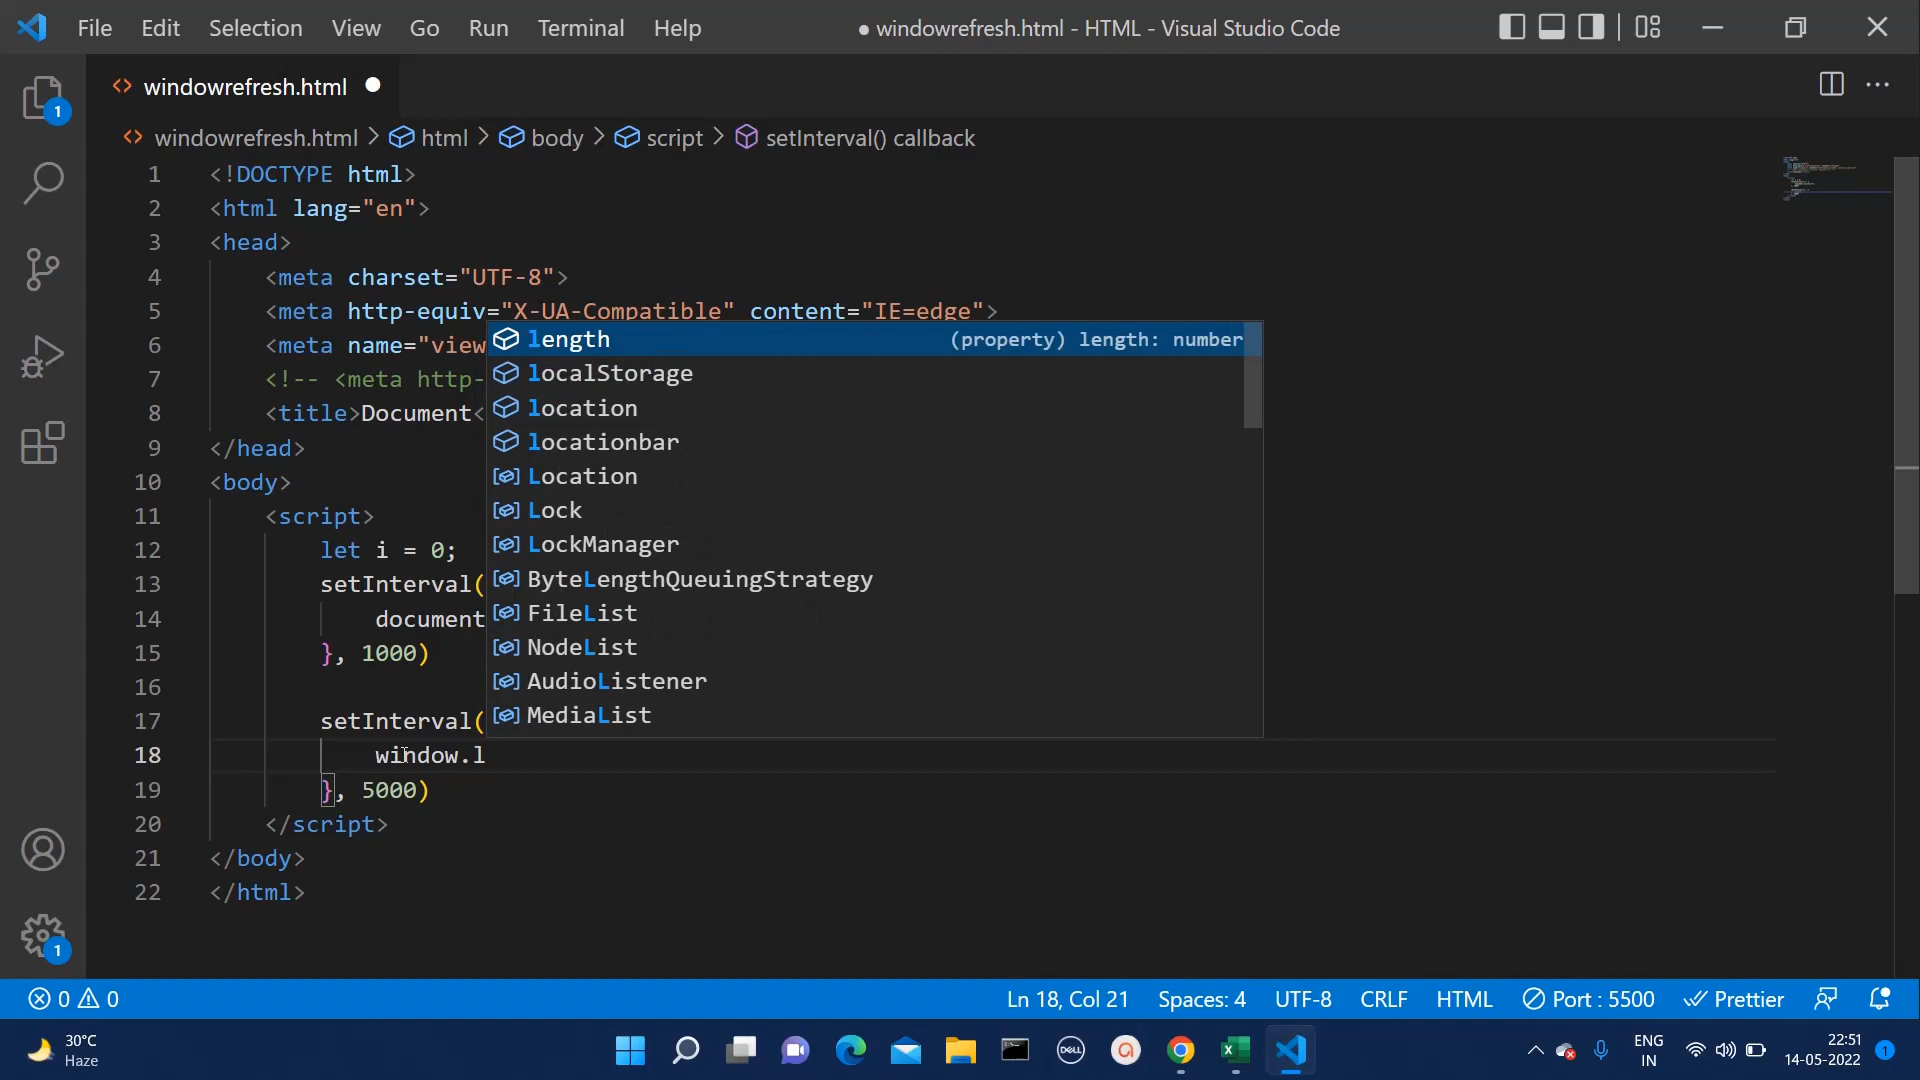 File Edit Selection View Go Run Terminal Help
● windowrefresh.html - HTML - Visual Studio Code
windowrefresh.html
windowrefresh.html > html > body > script > setInterval() callback
1 <!DOCTYPE html>
2 <html lang="en">
3 <head>
4 <meta charset="UTF-8">
5 <meta http-equiv="X-UA-Compatible" content="IE=edge">
6 <meta name="view
7 <!-- <meta http-
8 <title>Document<
9 </head>
10 <body>
11 <script>
12 let i = 0;
13 setInterval(
14 document
15 }, 1000)
16
17 setInterval(
18 window.l
19 }, 5000)
20 </script>
21 </body>
22 </html>
length (property) length: number
localStorage
location
locationbar
Location
Lock
LockManager
ByteLengthQueuingStrategy
FileList
NodeList
AudioListener
MediaList
1
1
0 0
Ln 18, Col 21 Spaces: 4 UTF-8 CRLF HTML Port : 5500 Prettier
30°C
Haze
DELL
ENG
IN
22:51
14-05-2022
1